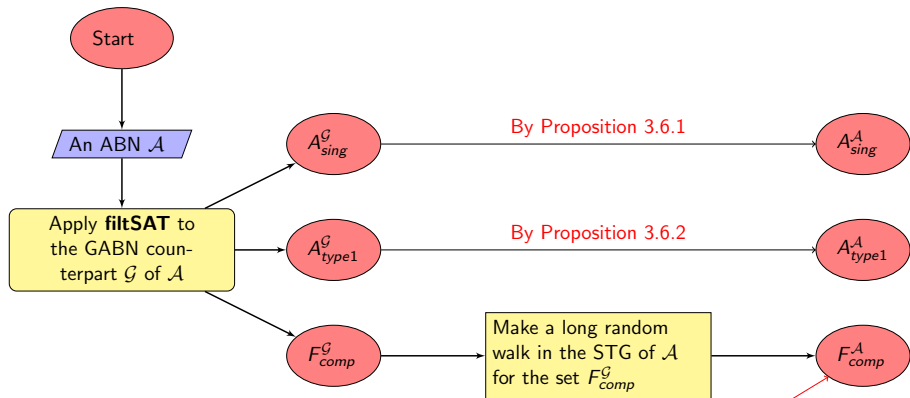 Start
An ABN 𝒜
Apply filtSAT to
the GABN coun-
terpart 𝒢 of 𝒜
A^𝒢_sing
By Proposition 3.6.1
A^𝒜_sing
A^𝒢_type1
By Proposition 3.6.2
A^𝒜_type1
F^𝒢_comp
Make a long random
walk in the STG of 𝒜
for the set F^𝒢_comp
F^𝒜_comp